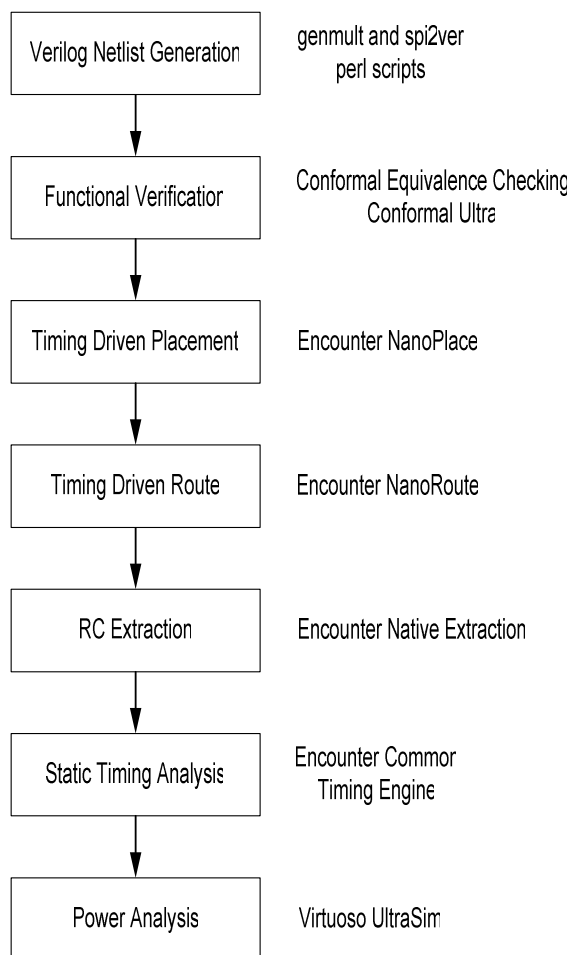 Verilog Netlist Generation
genmult and spi2ver
perl scripts
Functional Verification
Conformal Equivalence Checking
Conformal Ultra
Timing Driven Placement
Encounter NanoPlace
Timing Driven Route
Encounter NanoRoute
RC Extraction
Encounter Native Extraction
Static Timing Analysis
Encounter Common
Timing Engine
Power Analysis
Virtuoso UltraSim